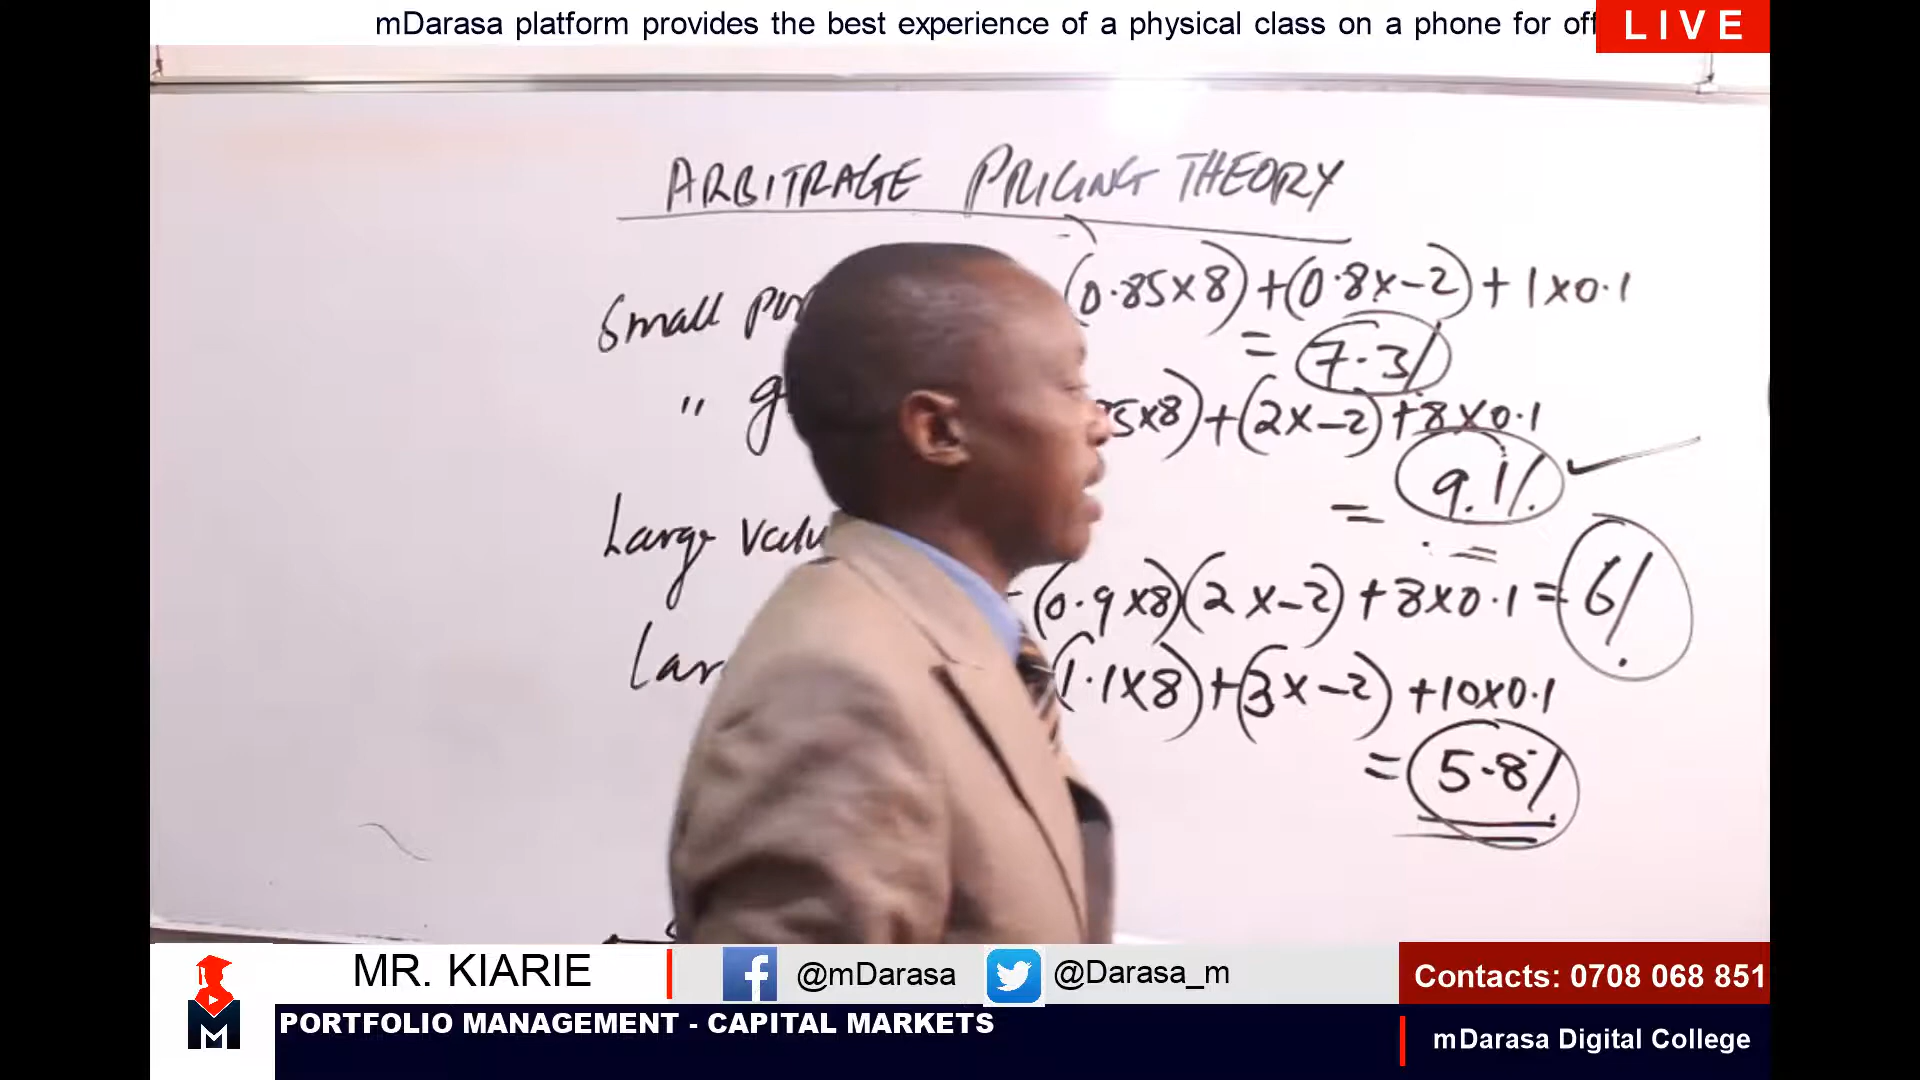 mDarasa platform provides the best experience of a physical class on a phone for off
LIVE
ARBITRAGE PRICING THEORY
Small (0.85x8)+(0.8x-2)+1x0.1
= 7.3%
" 5x8)+(2x-2)+8x0.1
= 9.1%
=
Large (0.9x8)(2x-2)+8x0.1 = 6%
(1.1x8)+(3x-2)+10x0.1
= 5.8%
MR. KIARIE
@mDarasa
@Darasa_m
Contacts: 0708 068 851
M
PORTFOLIO MANAGEMENT - CAPITAL MARKETS
mDarasa Digital College